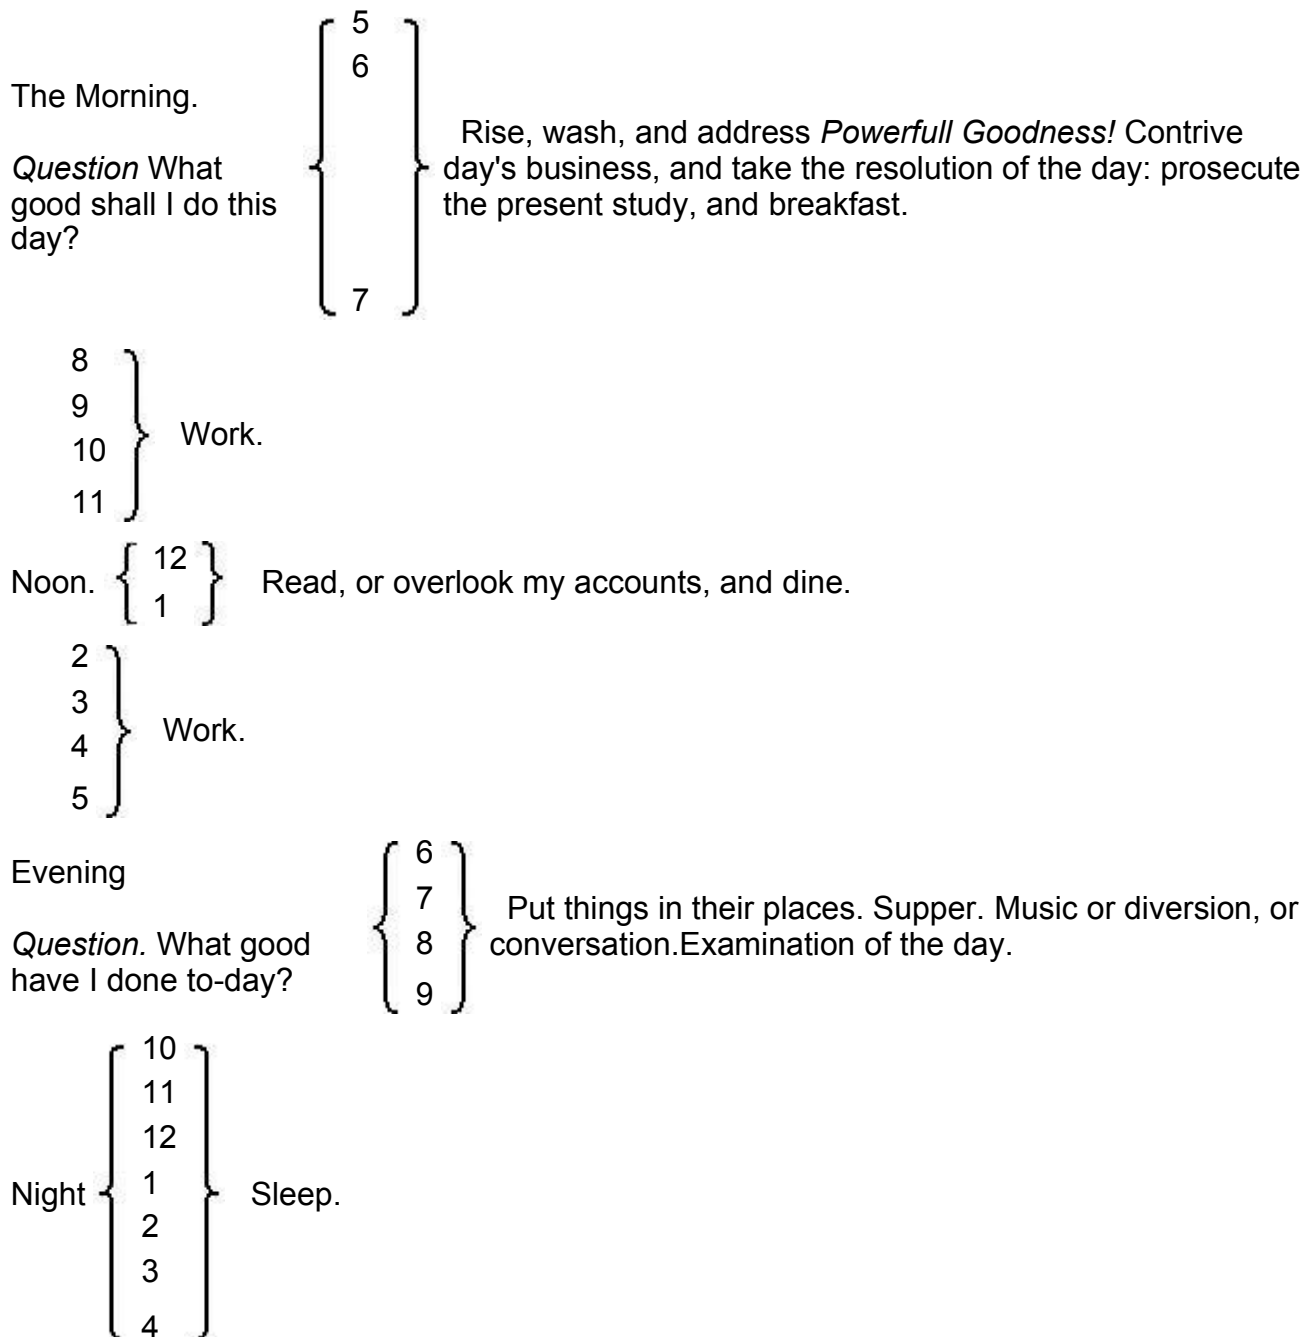 5
6
The Morning.
Question What
good shall I do this
day?
7
Rise, wash, and address Powerfull Goodness! Contrive
day's business, and take the resolution of the day: prosecute
the present study, and breakfast.
8
9
10
11
Work.
Noon.
12
1
Read, or overlook my accounts, and dine.
2
3
4
5
Work.
Evening
Question. What good
have I done to-day?
6
7
8
9
Put things in their places. Supper. Music or diversion, or
conversation.Examination of the day.
Night
10
11
12
1
2
3
4
Sleep.